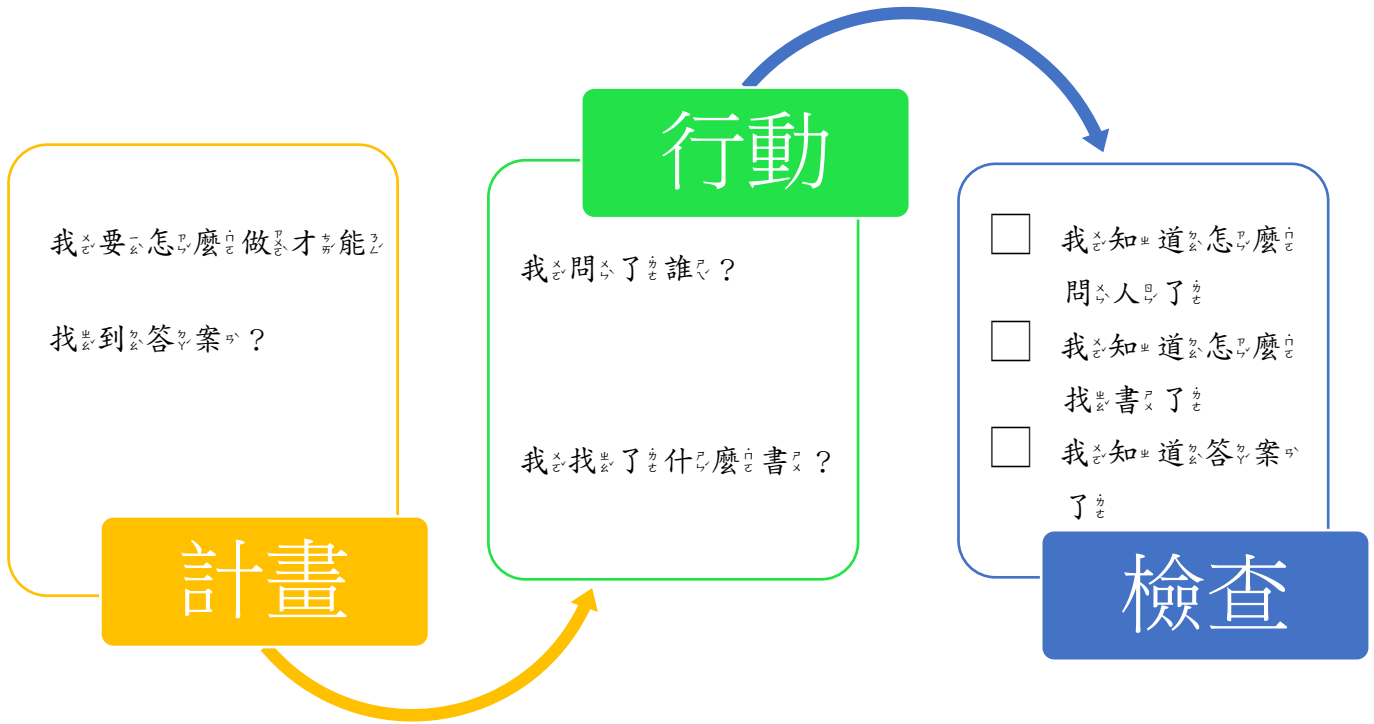 我要怎麼做才能
找到答案？
計畫
行動
我問了誰？
我找了什麼書？
我知道怎麼
問人了
我知道怎麼
找書了
我知道答案
了
檢查